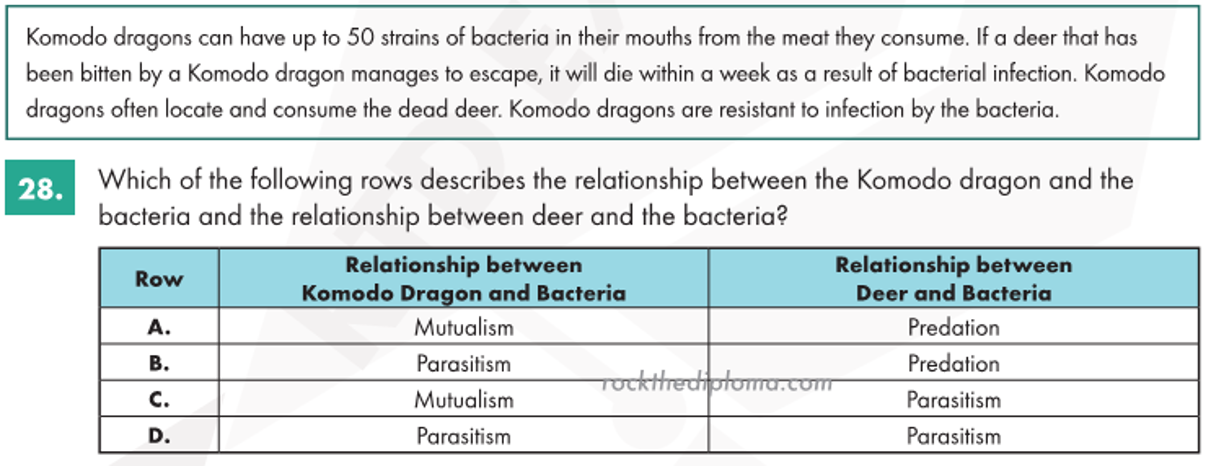 Komodo dragons can have up to 50 strains of bacteria in their mouths from the meat they consume. If a deer that has
been bitten by a Komodo dragon manages to escape, it will die within a week as a result of bacterial infection. Komodo
dragons often locate and consume the dead deer. Komodo dragons are resistant to infection by the bacteria.
28. Which of the following rows describes the relationship between the Komodo dragon and the
bacteria and the relationship between deer and the bacteria?
Row Relationship between Komodo Dragon and Bacteria Relationship between Deer and Bacteria
A. Mutualism Predation
B. Parasitism Predation
rockthediploma.com
C. Mutualism Parasitism
D. Parasitism Parasitism